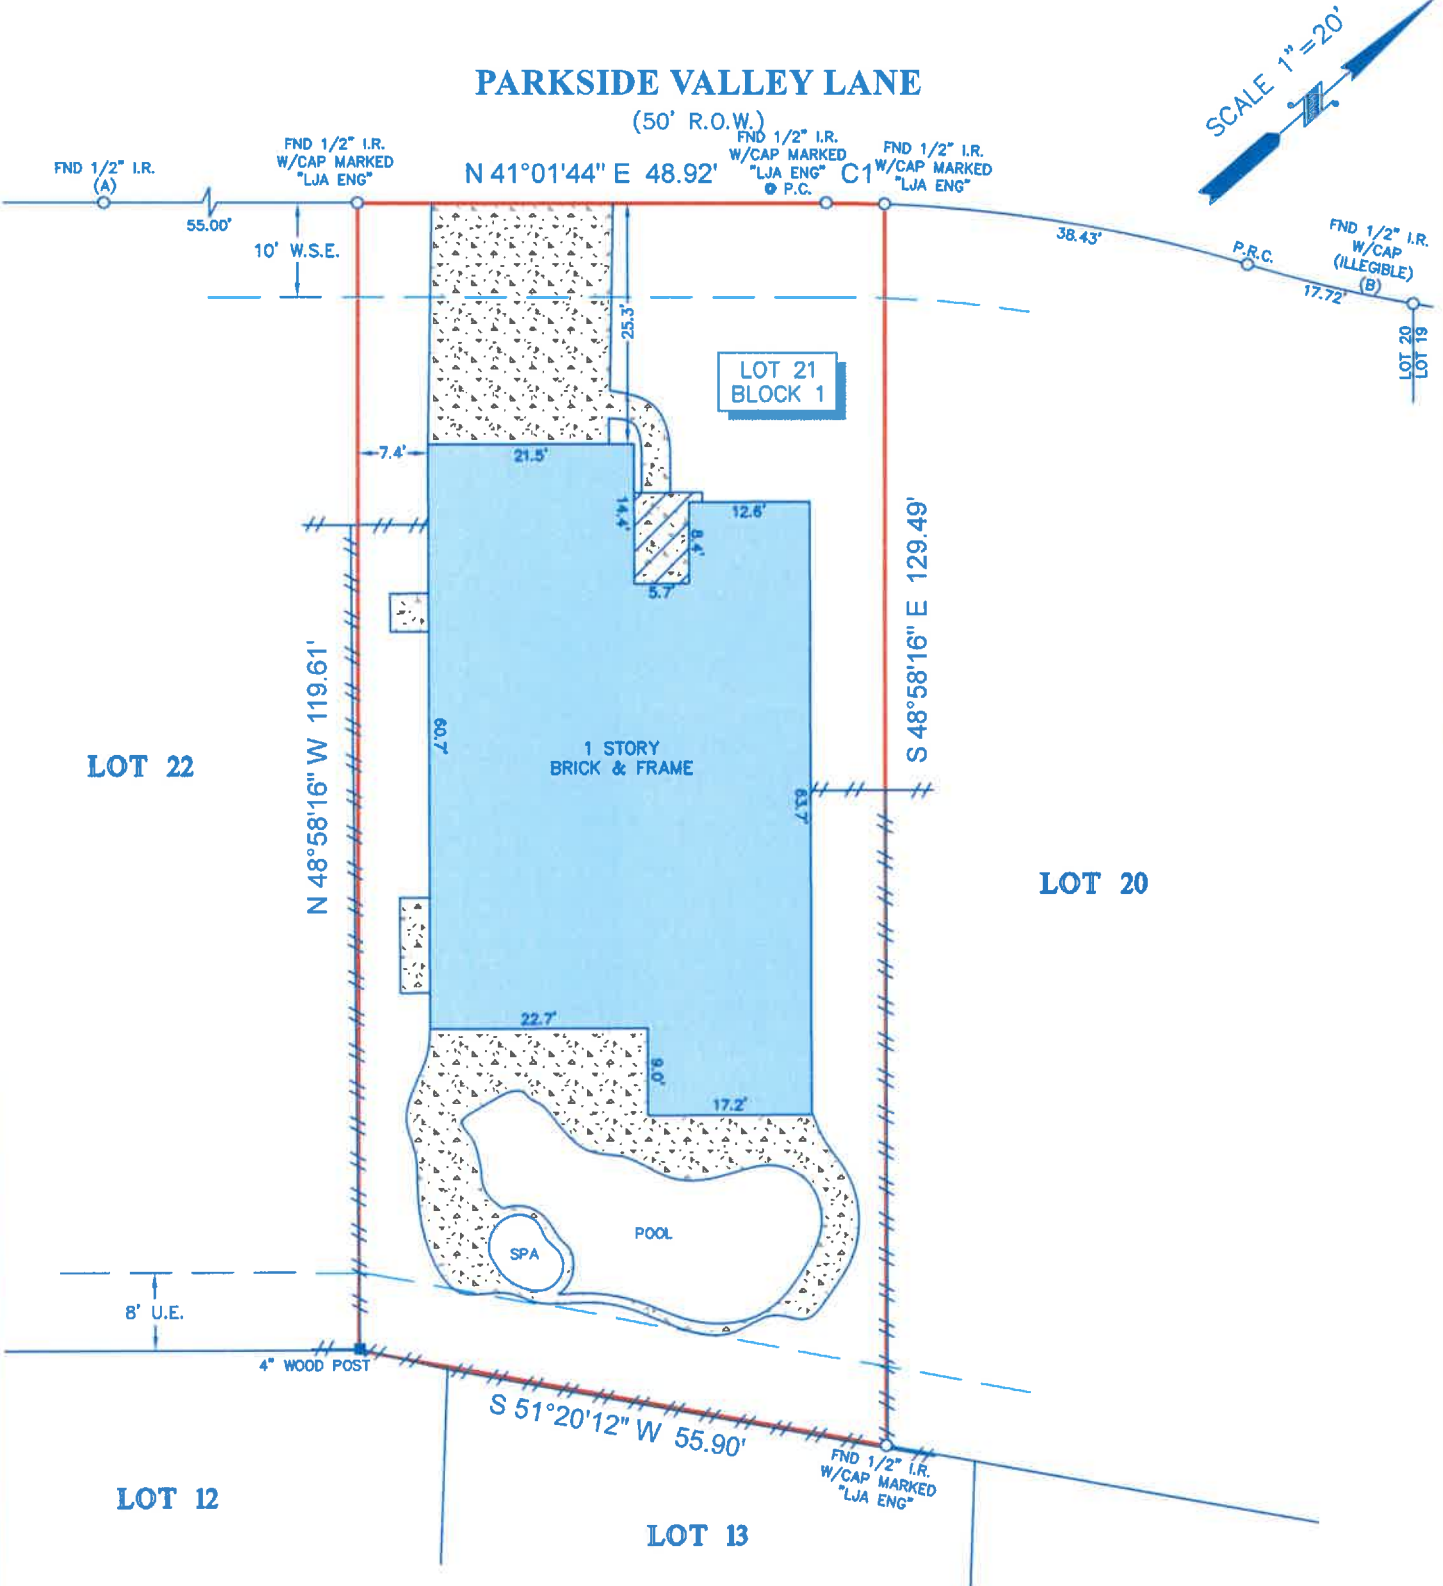 PARKSIDE VALLEY LANE
(50' R.O.W.)
SCALE 1"=20'
FND 1/2" I.R.
(A)
55.00'
FND 1/2" I.R.
W/CAP MARKED
"LJA ENG"
N 41°01'44" E 48.92'
FND 1/2" I.R.
W/CAP MARKED
"LJA ENG"
P.C.
C1
FND 1/2" I.R.
W/CAP MARKED
"LJA ENG"
38.43'
P.R.C.
17.72'
FND 1/2" I.R.
W/CAP
(ILLEGIBLE)
(B)
LOT 20
LOT 19
10' W.S.E.
25.3'
LOT 21
BLOCK 1
7.4'
21.5'
14.4'
12.6'
8.4'
5.7'
N 48°58'16" W 119.61'
S 48°58'16" E 129.49'
60.7'
1 STORY
BRICK & FRAME
63.7'
LOT 22
LOT 20
22.7'
9.0'
17.2'
POOL
SPA
8' U.E.
4" WOOD POST
S 51°20'12" W 55.90'
FND 1/2" I.R.
W/CAP MARKED
"LJA ENG"
LOT 12
LOT 13